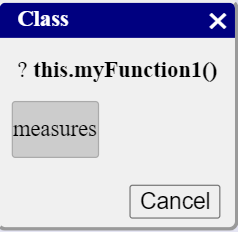 Class ×
? this.myFunction1()
measures
Cancel